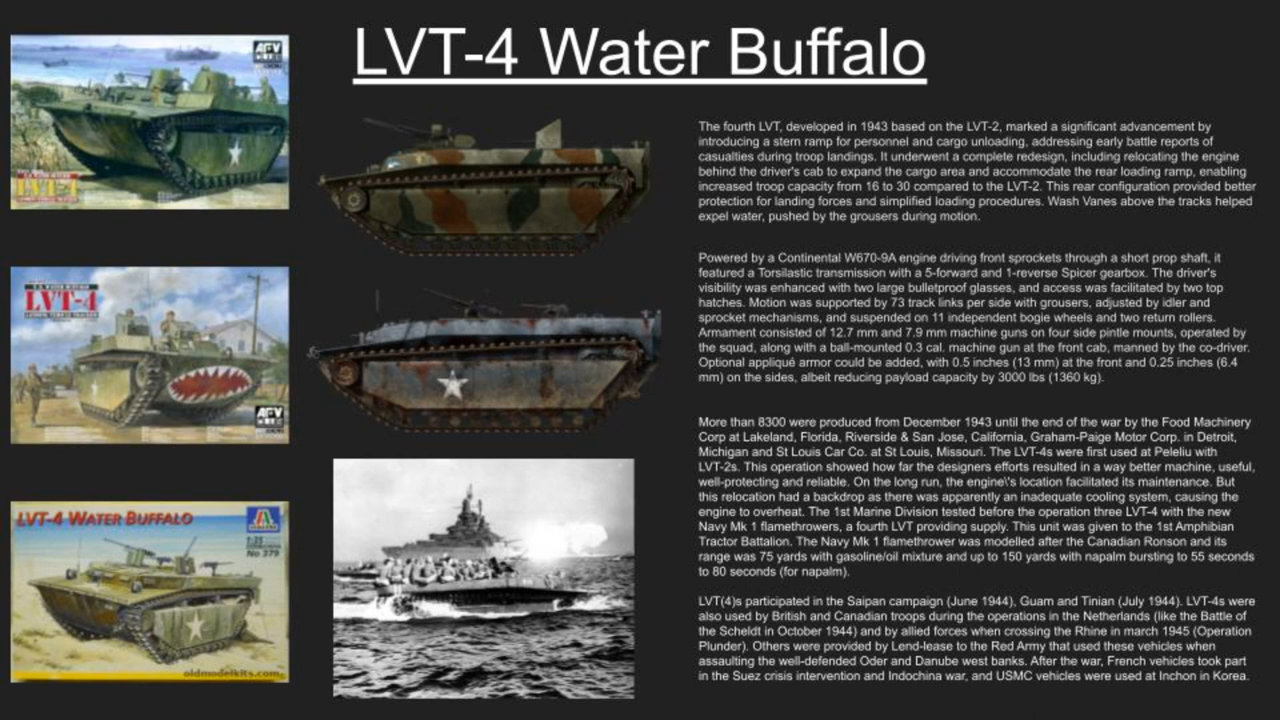 LVT-4 Water Buffalo
AFV
CLUB
LVT-4
The fourth LVT, developed in 1943 based on the LVT-2, marked a significant advancement by
introducing a stern ramp for personnel and cargo unloading, addressing early battle reports of
casualties during troop landings. It underwent a complete redesign, including relocating the engine
behind the driver's cab to expand the cargo area and accommodate the rear loading ramp, enabling
increased troop capacity from 16 to 30 compared to the LVT-2. This rear configuration provided better
protection for landing forces and simplified loading procedures. Wash Vanes above the tracks helped
expel water, pushed by the grousers during motion.
LVT-4
AFV
CLUB
Powered by a Continental W670-9A engine driving front sprockets through a short prop shaft, it
featured a Torsilastic transmission with a 5-forward and 1-reverse Spicer gearbox. The driver's
visibility was enhanced with two large bulletproof glasses, and access was facilitated by two top
hatches. Motion was supported by 73 track links per side with grousers, adjusted by idler and
sprocket mechanisms, and suspended on 11 independent bogie wheels and two return rollers.
Armament consisted of 12.7 mm and 7.9 mm machine guns on four side pintle mounts, operated by
the squad, along with a ball-mounted 0.3 cal. machine gun at the front cab, manned by the co-driver.
Optional appliqué armor could be added, with 0.5 inches (13 mm) at the front and 0.25 inches (6.4
mm) on the sides, albeit reducing payload capacity by 3000 lbs (1360 kg).
More than 8300 were produced from December 1943 until the end of the war by the Food Machinery
Corp at Lakeland, Florida, Riverside & San Jose, California, Graham-Paige Motor Corp. in Detroit,
Michigan and St Louis Car Co. at St Louis, Missouri. The LVT-4s were first used at Peleliu with
LVT-2s. This operation showed how far the designers efforts resulted in a way better machine, useful,
well-protecting and reliable. On the long run, the engine\'s location facilitated its maintenance. But
this relocation had a backdrop as there was apparently an inadequate cooling system, causing the
engine to overheat. The 1st Marine Division tested before the operation three LVT-4 with the new
Navy Mk 1 flamethrowers, a fourth LVT providing supply. This unit was given to the 1st Amphibian
Tractor Battalion. The Navy Mk 1 flamethrower was modelled after the Canadian Ronson and its
range was 75 yards with gasoline/oil mixture and up to 150 yards with napalm bursting to 55 seconds
to 80 seconds (for napalm).
LVT(4)s participated in the Saipan campaign (June 1944), Guam and Tinian (July 1944). LVT-4s were
also used by British and Canadian troops during the operations in the Netherlands (like the Battle of
the Scheldt in October 1944) and by allied forces when crossing the Rhine in march 1945 (Operation
Plunder). Others were provided by Lend-lease to the Red Army that used these vehicles when
assaulting the well-defended Oder and Danube west banks. After the war, French vehicles took part
in the Suez crisis intervention and Indochina war, and USMC vehicles were used at Inchon in Korea.
LVT-4 WATER BUFFALO
1:35
No 379
oldmodelkits.com